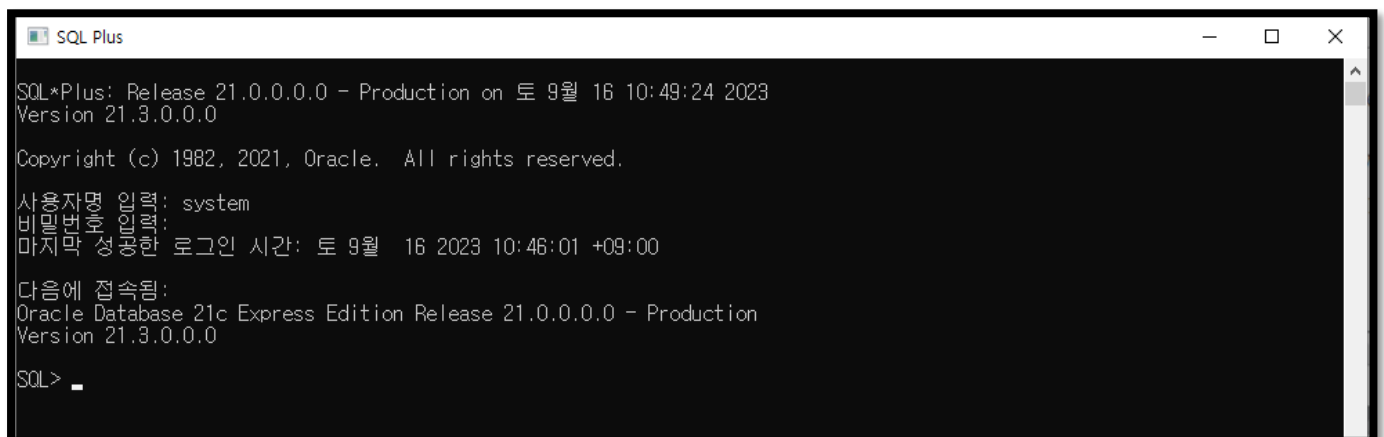 SQL Plus
SQL*Plus: Release 21.0.0.0.0 - Production on 토 9월 16 10:49:24 2023
Version 21.3.0.0.0
Copyright (c) 1982, 2021, Oracle.  All rights reserved.
사용자명 입력: system
비밀번호 입력:
마지막 성공한 로그인 시간: 토 9월  16 2023 10:46:01 +09:00
다음에 접속됨:
Oracle Database 21c Express Edition Release 21.0.0.0.0 - Production
Version 21.3.0.0.0
SQL> _